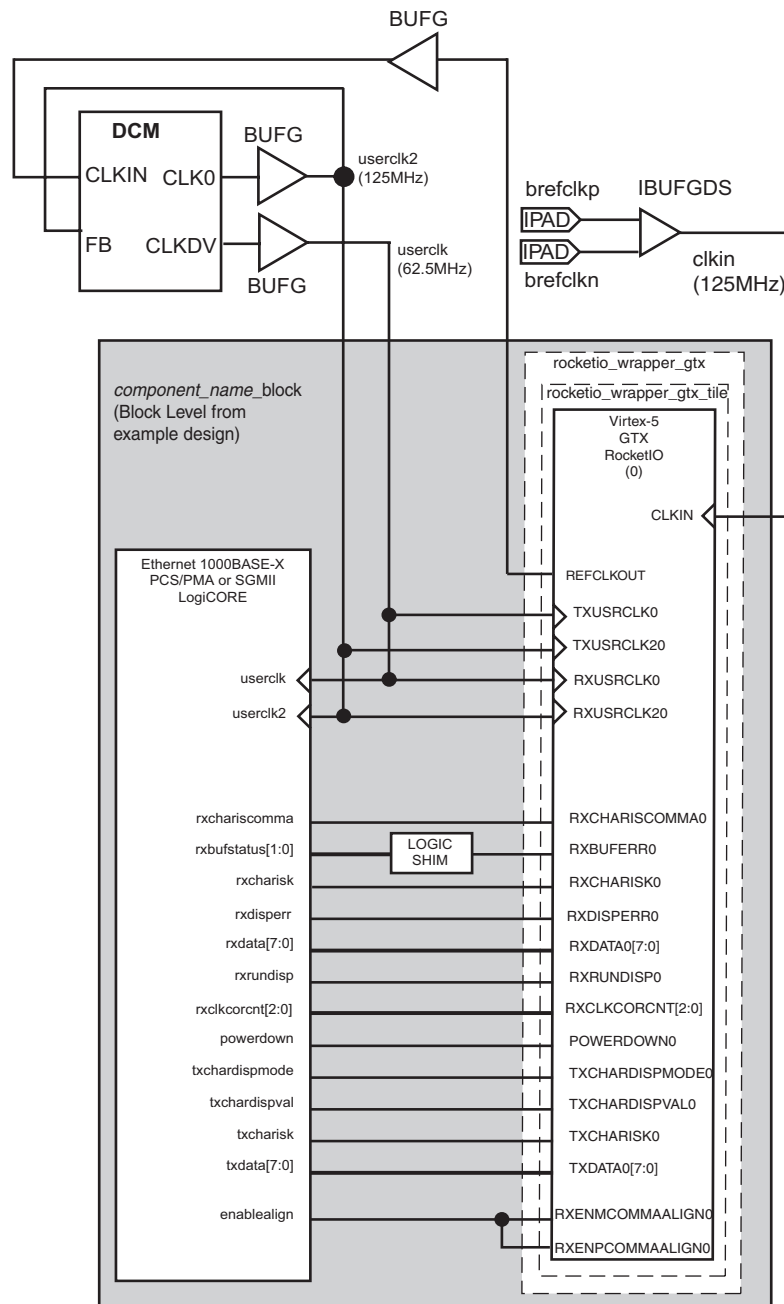 BUFG
DCM
CLKIN
CLK0
FB
CLKDV
BUFG
BUFG
userclk2
(125MHz)
userclk
(62.5MHz)
brefclkp
IPAD
IPAD
brefclkn
IBUFGDS
clkin
(125MHz)
component_name_block
(Block Level from
example design)
rocketio_wrapper_gtx
rocketio_wrapper_gtx_tile
Virtex-5
GTX
RocketIO
(0)
CLKIN
REFCLKOUT
TXUSRCLK0
TXUSRCLK20
RXUSRCLK0
RXUSRCLK20
RXCHARISCOMMA0
RXBUFERR0
RXCHARISK0
RXDISPERR0
RXDATA0[7:0]
RXRUNDISP0
RXCLKCORCNT[2:0]
POWERDOWN0
TXCHARDISPMODE0
TXCHARDISPVAL0
TXCHARISK0
TXDATA0[7:0]
RXENMCOMMAALIGN0
RXENPCOMMAALIGN0
Ethernet 1000BASE-X
PCS/PMA or SGMII
LogiCORE
userclk
userclk2
rxchariscomma
rxbufstatus[1:0]
rxcharisk
rxdisperr
rxdata[7:0]
rxrundisp
rxclkcorcnt[2:0]
powerdown
txchardispmode
txchardispval
txcharisk
txdata[7:0]
enablealign
LOGIC
SHIM